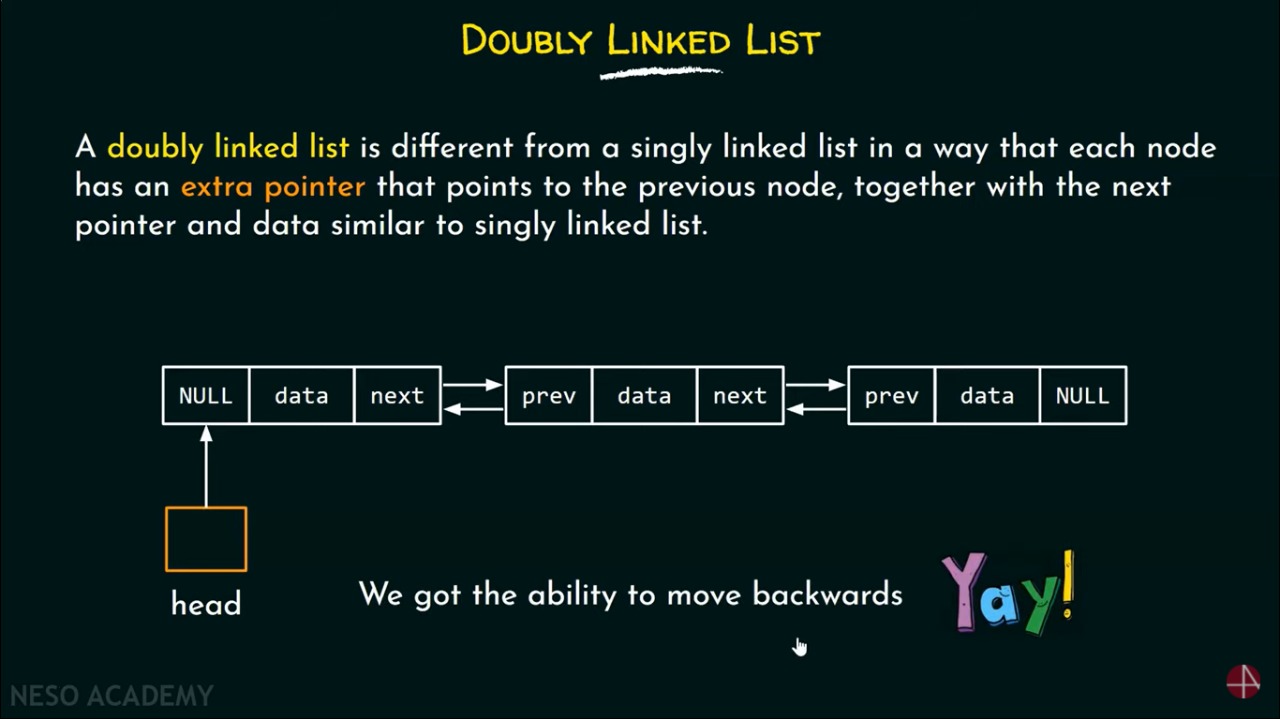 DOUBLY LINKED LIST
A doubly linked list is different from a singly linked list in a way that each node
has an extra pointer that points to the previous node, together with the next
pointer and data similar to singly linked list.
NULL data next prev data next prev data NULL
head
We got the ability to move backwards Yay!
NESO ACADEMY